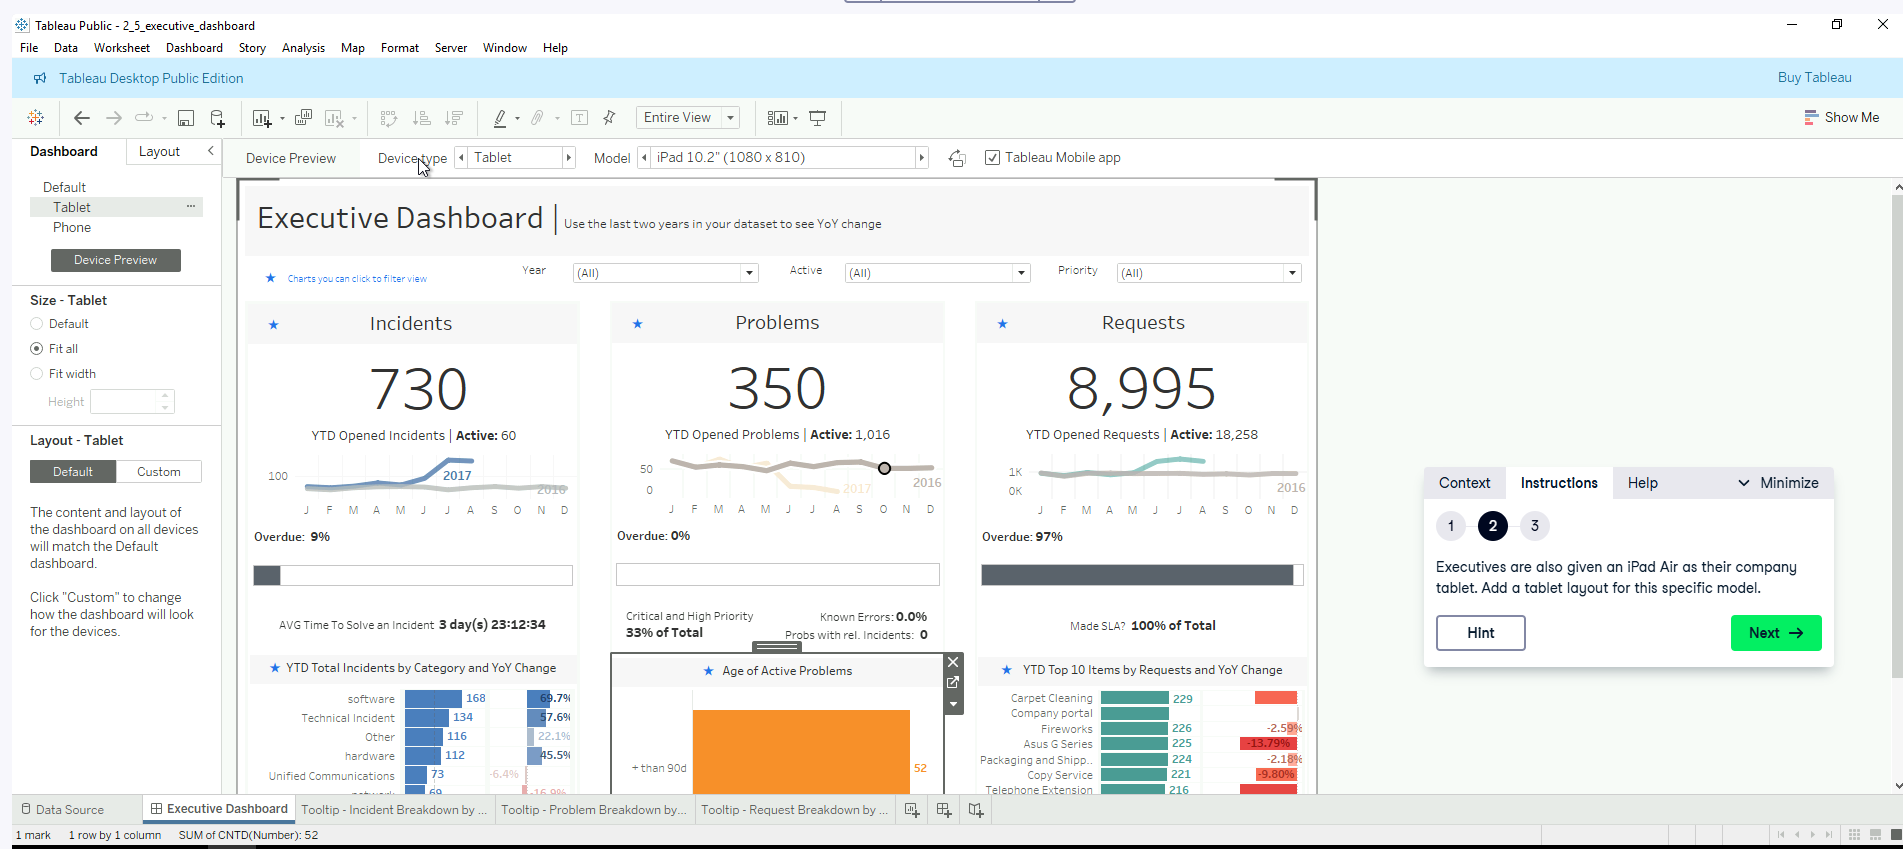 Tableau Public - 2_5_executive_dashboard
File Data Worksheet Dashboard Story Analysis Map Format Server Window Help
Tableau Desktop Public Edition
Buy Tableau
Entire View
Show Me
Dashboard Layout
Device Preview Device type Tablet Model iPad 10.2" (1080 x 810) Tableau Mobile app
Default
Tablet
Phone
Device Preview
Size - Tablet
Default
Fit all
Fit width
Height
Layout - Tablet
Default Custom
The content and layout of
the dashboard on all devices
will match the Default
dashboard.
Click "Custom" to change
how the dashboard will look
for the devices.
Executive Dashboard | Use the last two years in your dataset to see YoY change
Charts you can click to filter view
Year (All) Active (All) Priority (All)
Incidents
730
YTD Opened Incidents | Active: 60
100
2017
2016
J F M A M J J A S O N D
Overdue: 9%
AVG Time To Solve an Incident 3 day(s) 23:12:34
YTD Total Incidents by Category and YoY Change
software 168 69.7%
Technical Incident 134 57.6%
Other 116 22.1%
hardware 112 45.5%
Unified Communications 73 -6.4%
network 69 -16.9%
Problems
350
YTD Opened Problems | Active: 1,016
50
0
2017
2016
J F M A M J J A S O N D
Overdue: 0%
Critical and High Priority
33% of Total
Known Errors: 0.0%
Probs with rel. Incidents: 0
Age of Active Problems
+ than 90d 52
Requests
8,995
YTD Opened Requests | Active: 18,258
1K
0K
2016
J F M A M J J A S O N D
Overdue: 97%
Made SLA? 100% of Total
YTD Top 10 Items by Requests and YoY Change
Carpet Cleaning 229
Company portal
Fireworks 226 -2.59%
Asus G Series 225 -13.79%
Packaging and Shipp.. 224 -2.18%
Copy Service 221 -9.80%
Telephone Extension 216
Context Instructions Help Minimize
1 2 3
Executives are also given an iPad Air as their company
tablet. Add a tablet layout for this specific model.
Hint Next
Data Source Executive Dashboard Tooltip - Incident Breakdown by ... Tooltip - Problem Breakdown by... Tooltip - Request Breakdown by ...
1 mark 1 row by 1 column SUM of CNTD(Number): 52